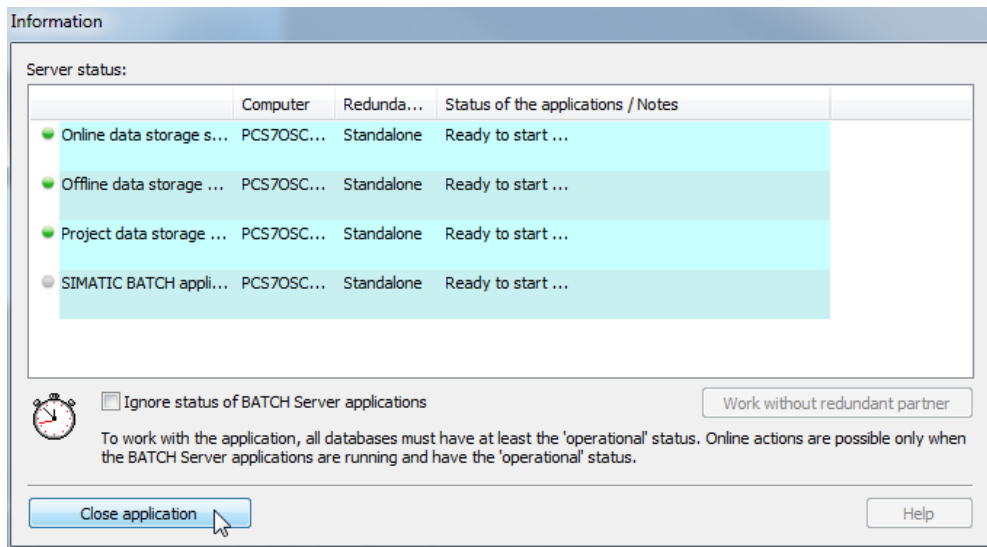 Information
Server status:
Computer Redunda... Status of the applications / Notes
Online data storage s... PCS7OSC... Standalone Ready to start ...
Offline data storage ... PCS7OSC... Standalone Ready to start ...
Project data storage ... PCS7OSC... Standalone Ready to start ...
SIMATIC BATCH appli... PCS7OSC... Standalone Ready to start ...
Ignore status of BATCH Server applications
Work without redundant partner
To work with the application, all databases must have at least the 'operational' status. Online actions are possible only when
the BATCH Server applications are running and have the 'operational' status.
Close application
Help